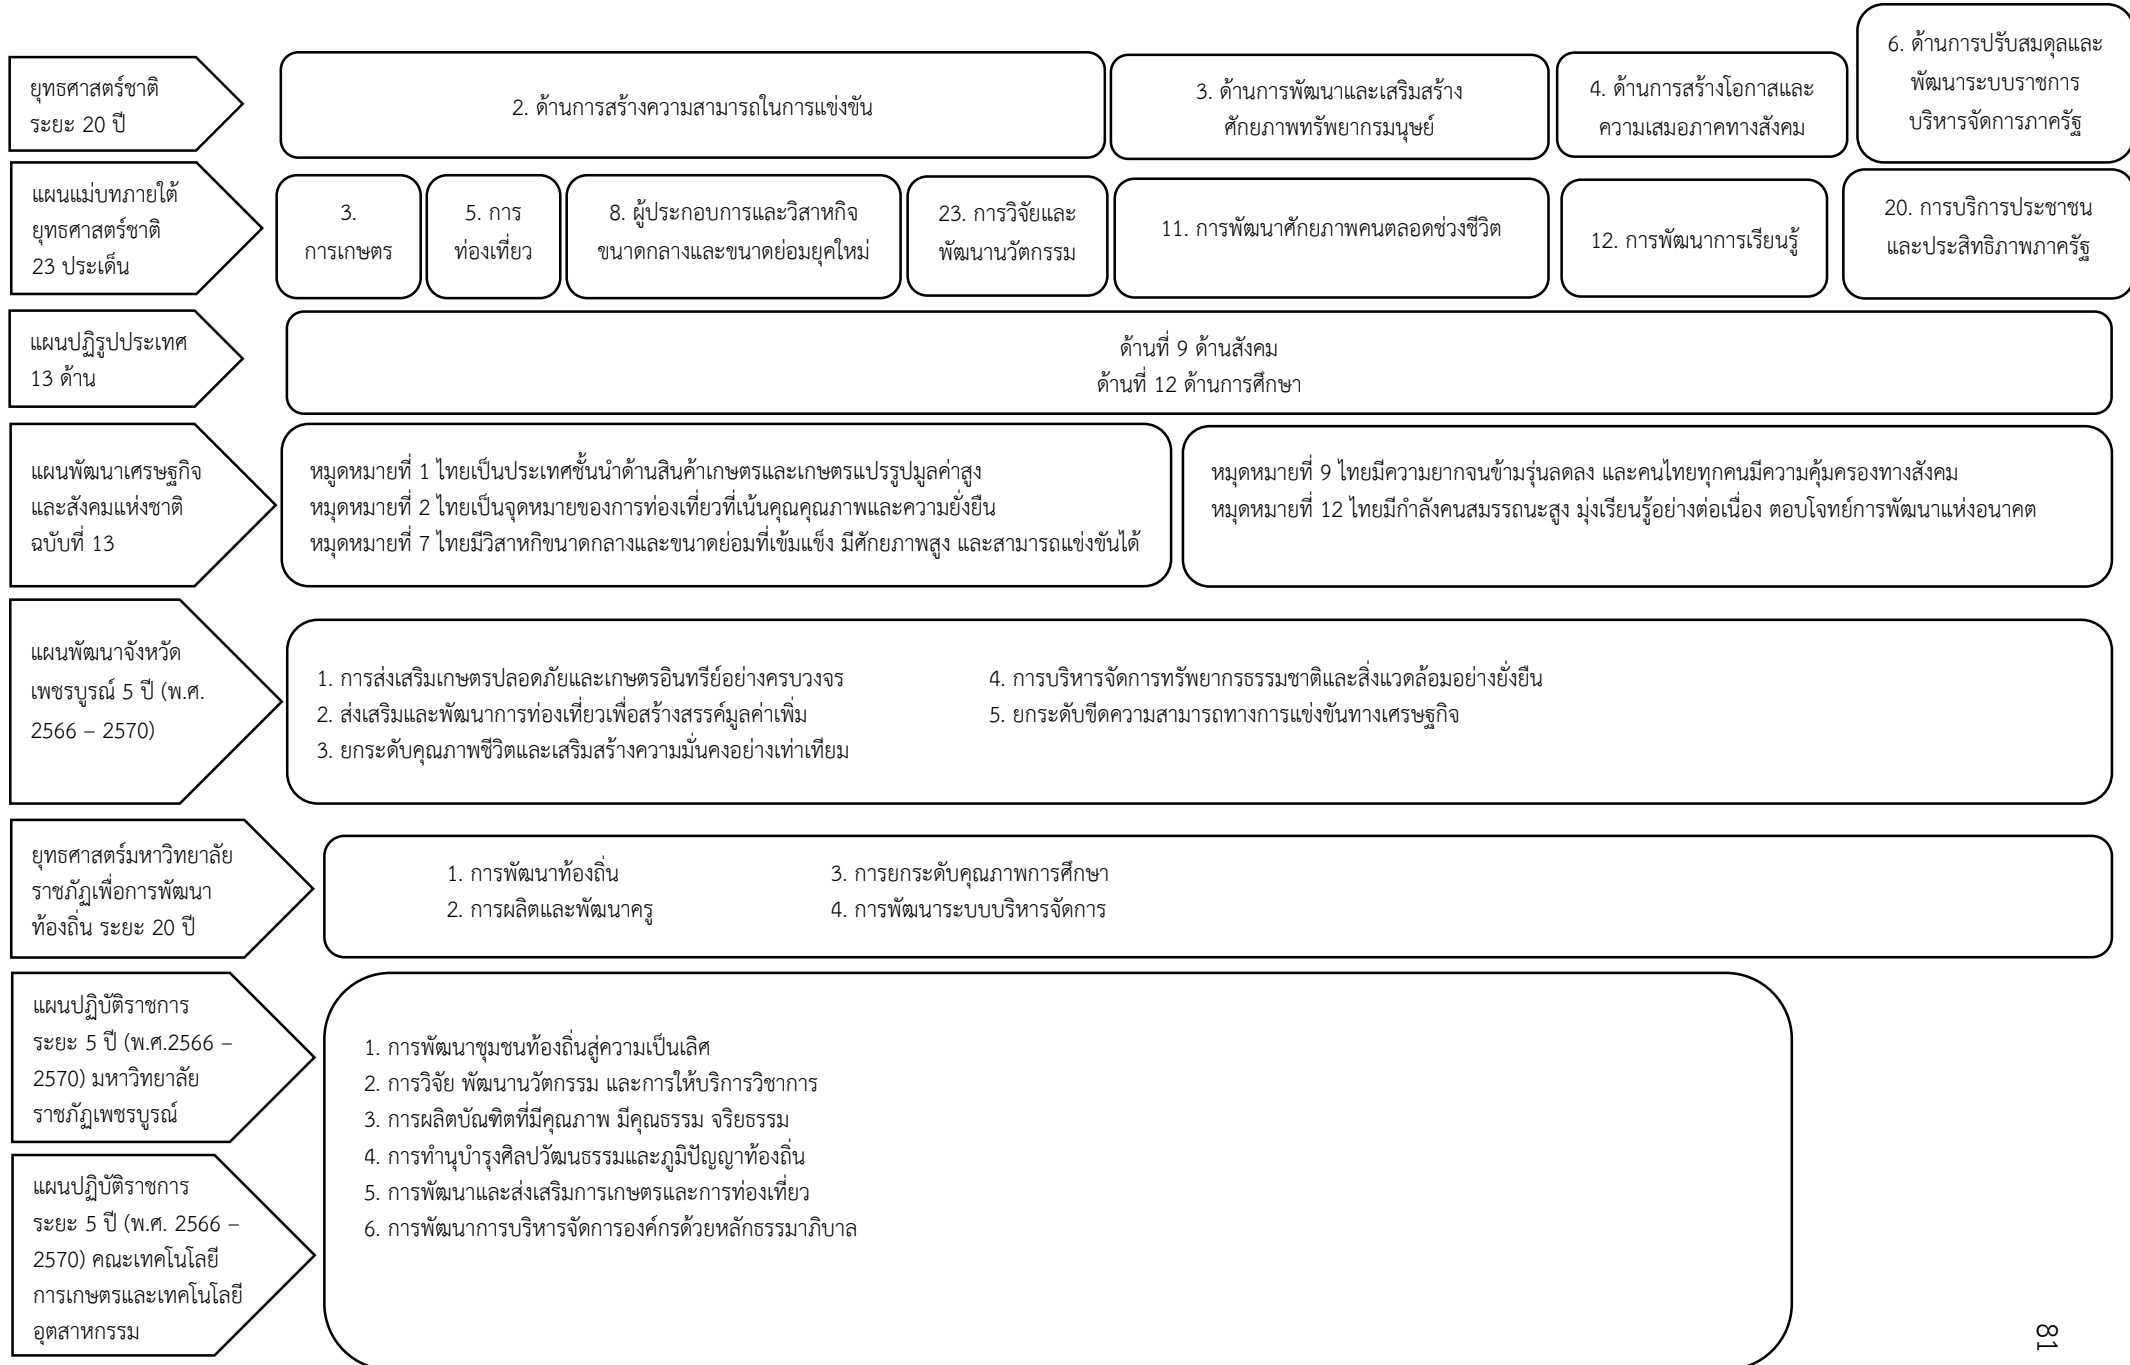 ยุทธศาสตร์ชาติ
ระยะ 20 ปี
2. ด้านการสร้างความสามารถในการแข่งขัน
3. ด้านการพัฒนาและเสริมสร้าง
ศักยภาพทรัพยากรมนุษย์
4. ด้านการสร้างโอกาสและ
ความเสมอภาคทางสังคม
6. ด้านการปรับสมดุลและ
พัฒนาระบบราชการ
บริหารจัดการภาครัฐ
แผนแม่บทภายใต้
ยุทธศาสตร์ชาติ
23 ประเด็น
3.
การเกษตร
5. การ
ท่องเที่ยว
8. ผู้ประกอบการและวิสาหกิจ
ขนาดกลางและขนาดย่อมยุคใหม่
23. การวิจัยและ
พัฒนานวัตกรรม
11. การพัฒนาศักยภาพคนตลอดช่วงชีวิต
12. การพัฒนาการเรียนรู้
20. การบริการประชาชน
และประสิทธิภาพภาครัฐ
แผนปฏิรูปประเทศ
13 ด้าน
ด้านที่ 9 ด้านสังคม
ด้านที่ 12 ด้านการศึกษา
แผนพัฒนาเศรษฐกิจ
และสังคมแห่งชาติ
ฉบับที่ 13
หมุดหมายที่ 1 ไทยเป็นประเทศชั้นนำด้านสินค้าเกษตรและเกษตรแปรรูปมูลค่าสูง
หมุดหมายที่ 2 ไทยเป็นจุดหมายของการท่องเที่ยวที่เน้นคุณคุณภาพและความยั่งยืน
หมุดหมายที่ 7 ไทยมีวิสาหกิขนาดกลางและขนาดย่อมที่เข้มแข็ง มีศักยภาพสูง และสามารถแข่งขันได้
หมุดหมายที่ 9 ไทยมีความยากจนข้ามรุ่นลดลง และคนไทยทุกคนมีความคุ้มครองทางสังคม
หมุดหมายที่ 12 ไทยมีกำลังคนสมรรถนะสูง มุ่งเรียนรู้อย่างต่อเนื่อง ตอบโจทย์การพัฒนาแห่งอนาคต
แผนพัฒนาจังหวัด
เพชรบูรณ์ 5 ปี (พ.ศ.
2566 – 2570)
1. การส่งเสริมเกษตรปลอดภัยและเกษตรอินทรีย์อย่างครบวงจร
2. ส่งเสริมและพัฒนาการท่องเที่ยวเพื่อสร้างสรรค์มูลค่าเพิ่ม
3. ยกระดับคุณภาพชีวิตและเสริมสร้างความมั่นคงอย่างเท่าเทียม
4. การบริหารจัดการทรัพยากรธรรมชาติและสิ่งแวดล้อมอย่างยั่งยืน
5. ยกระดับขีดความสามารถทางการแข่งขันทางเศรษฐกิจ
ยุทธศาสตร์มหาวิทยาลัย
ราชภัฏเพื่อการพัฒนา
ท้องถิ่น ระยะ 20 ปี
1. การพัฒนาท้องถิ่น
2. การผลิตและพัฒนาครู
3. การยกระดับคุณภาพการศึกษา
4. การพัฒนาระบบบริหารจัดการ
แผนปฏิบัติราชการ
ระยะ 5 ปี (พ.ศ.2566 –
2570) มหาวิทยาลัย
ราชภัฏเพชรบูรณ์
1. การพัฒนาชุมชนท้องถิ่นสู่ความเป็นเลิศ
2. การวิจัย พัฒนานวัตกรรม และการให้บริการวิชาการ
3. การผลิตบัณฑิตที่มีคุณภาพ มีคุณธรรม จริยธรรม
4. การทำนุบำรุงศิลปวัฒนธรรมและภูมิปัญญาท้องถิ่น
5. การพัฒนาและส่งเสริมการเกษตรและการท่องเที่ยว
6. การพัฒนาการบริหารจัดการองค์กรด้วยหลักธรรมาภิบาล
แผนปฏิบัติราชการ
ระยะ 5 ปี (พ.ศ. 2566 –
2570) คณะเทคโนโลยี
การเกษตรและเทคโนโลยี
อุตสาหกรรม
81